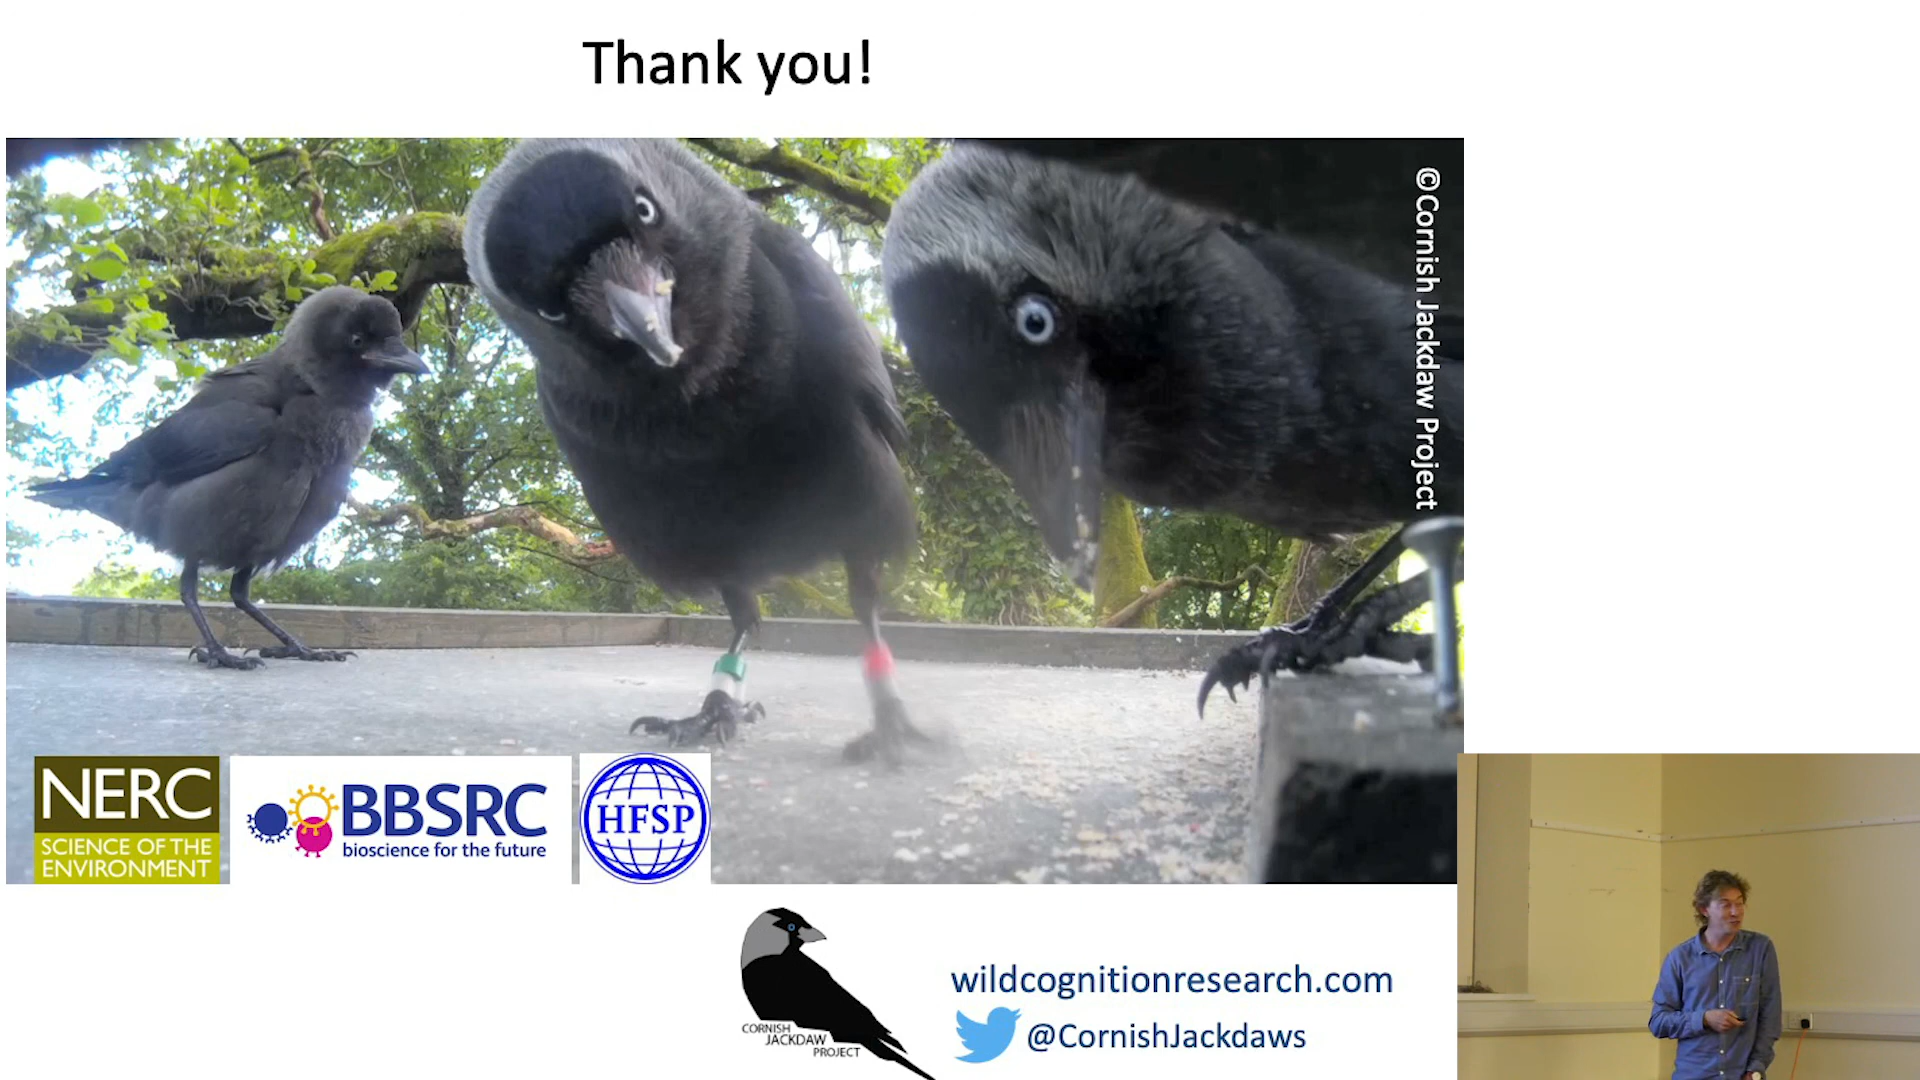 Thank you!
©Cornish Jackdaw Project
NERC
SCIENCE OF THE
ENVIRONMENT
BBSRC
bioscience for the future
HFSP
CORNISH
JACKDAW
PROJECT
wildcognitionresearch.com
@CornishJackdaws